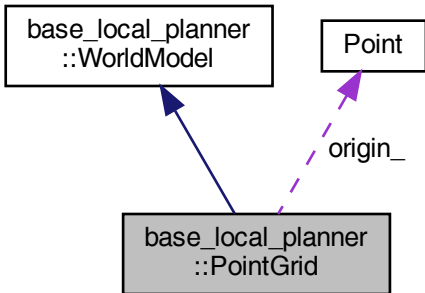 base_local_planner
::WorldModel
Point
origin_
base_local_planner
::PointGrid